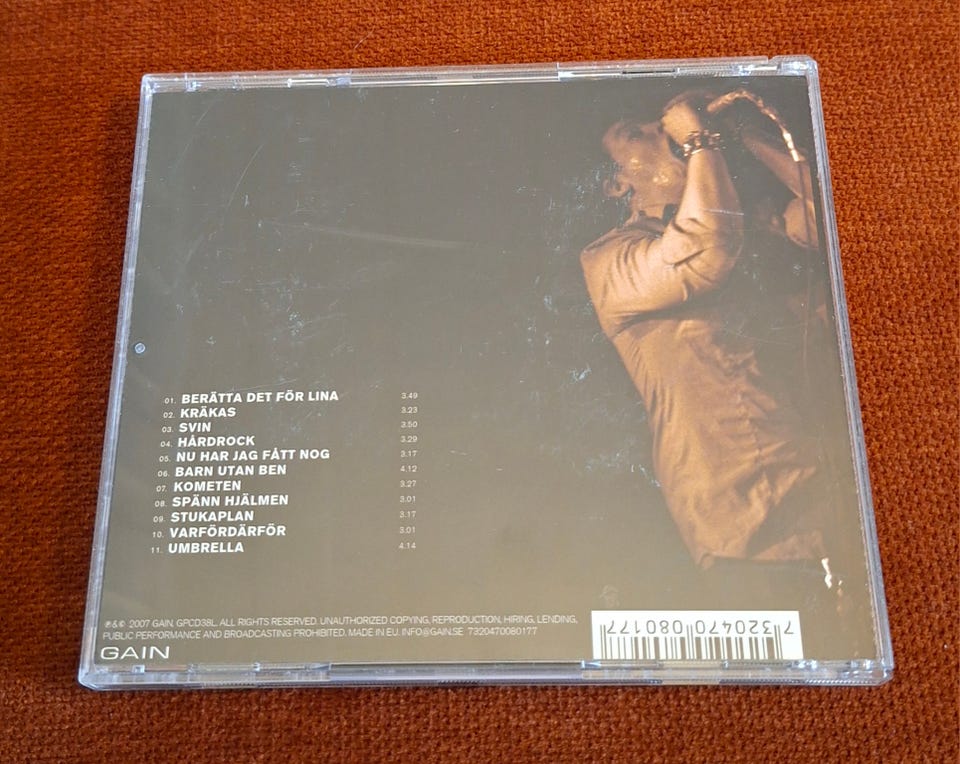 01. BERÄTTA DET FÖR LINA 3.49
02. KRÄKAS 3.23
03. SVIN 3.50
04. HÅRDROCK 3.29
05. NU HAR JAG FÅTT NOG 3.17
06. BARN UTAN BEN 4.12
07. KOMETEN 3.27
08. SPÄNN HJÄLMEN 3.01
09. STUKAPLAN 3.17
10. VARFÖRDÄRFÖR 3.01
11. UMBRELLA 4.14
℗&© 2007 GAIN. GPCD38L. ALL RIGHTS RESERVED. UNAUTHORIZED COPYING, REPRODUCTION, HIRING, LENDING,
PUBLIC PERFORMANCE AND BROADCASTING PROHIBITED. MADE IN EU. INFO@GAIN.SE 7320470080177
GAIN
7 320470 080177